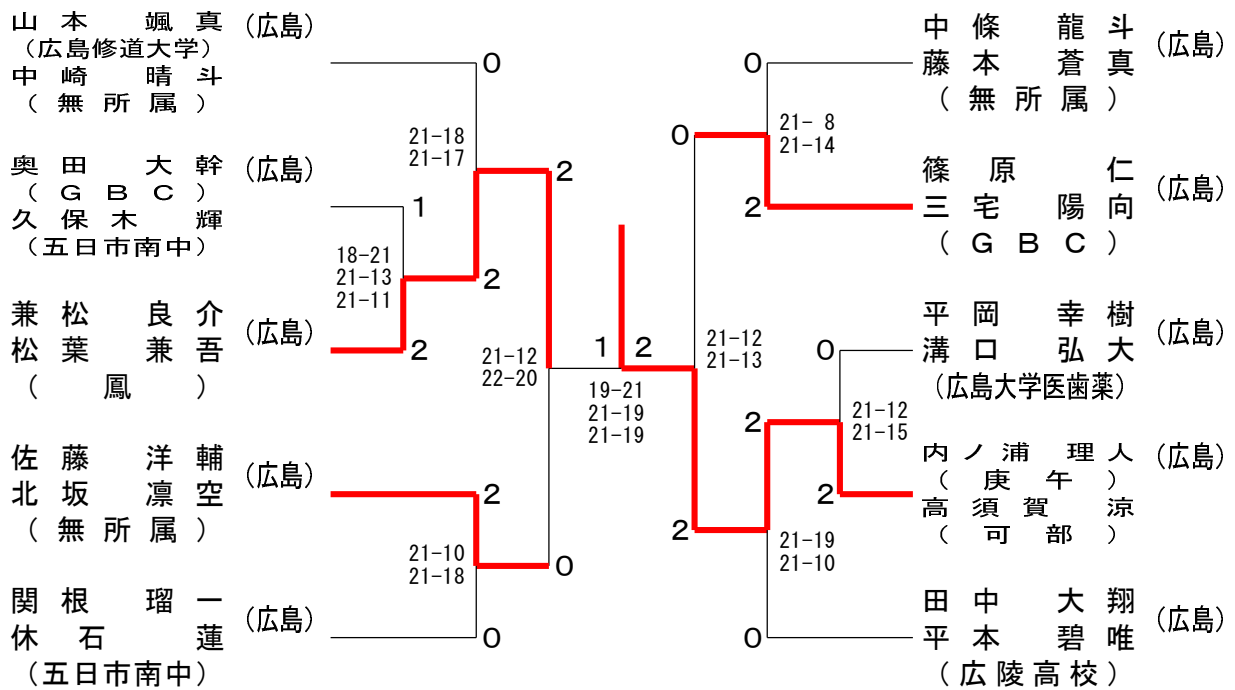 山本 颯真 (広島)
(広島修道大学)
中崎 晴斗
(無所属)
奥田 大幹 (広島)
(GBC)
久保木 輝
(五日市南中)
兼松 良介
松葉 兼吾 (広島)
(鳳)
佐藤 洋輔
北坂 凛空 (広島)
(無所属)
関根 瑠一
休石 蓮 (広島)
(五日市南中)
0
21-18
21-17
2
1
18-21
21-13
21-11
2
2
21-12
22-20
2
21-10
21-18
0
0
1 2
19-21
21-19
21-19
0
0
21- 8
21-14
2
21-12
21-13
0
2
21-12
21-15
2
2
21-19
21-10
0
中條 龍斗
藤本 蒼真 (広島)
(無所属)
篠原 仁
三宅 陽向 (広島)
(GBC)
平岡 幸樹
溝口 弘大 (広島)
(広島大学医歯薬)
内ノ浦 理人 (広島)
(庚午)
高須賀 涼
(可部)
田中 大翔
平本 碧唯 (広島)
(広陵高校)